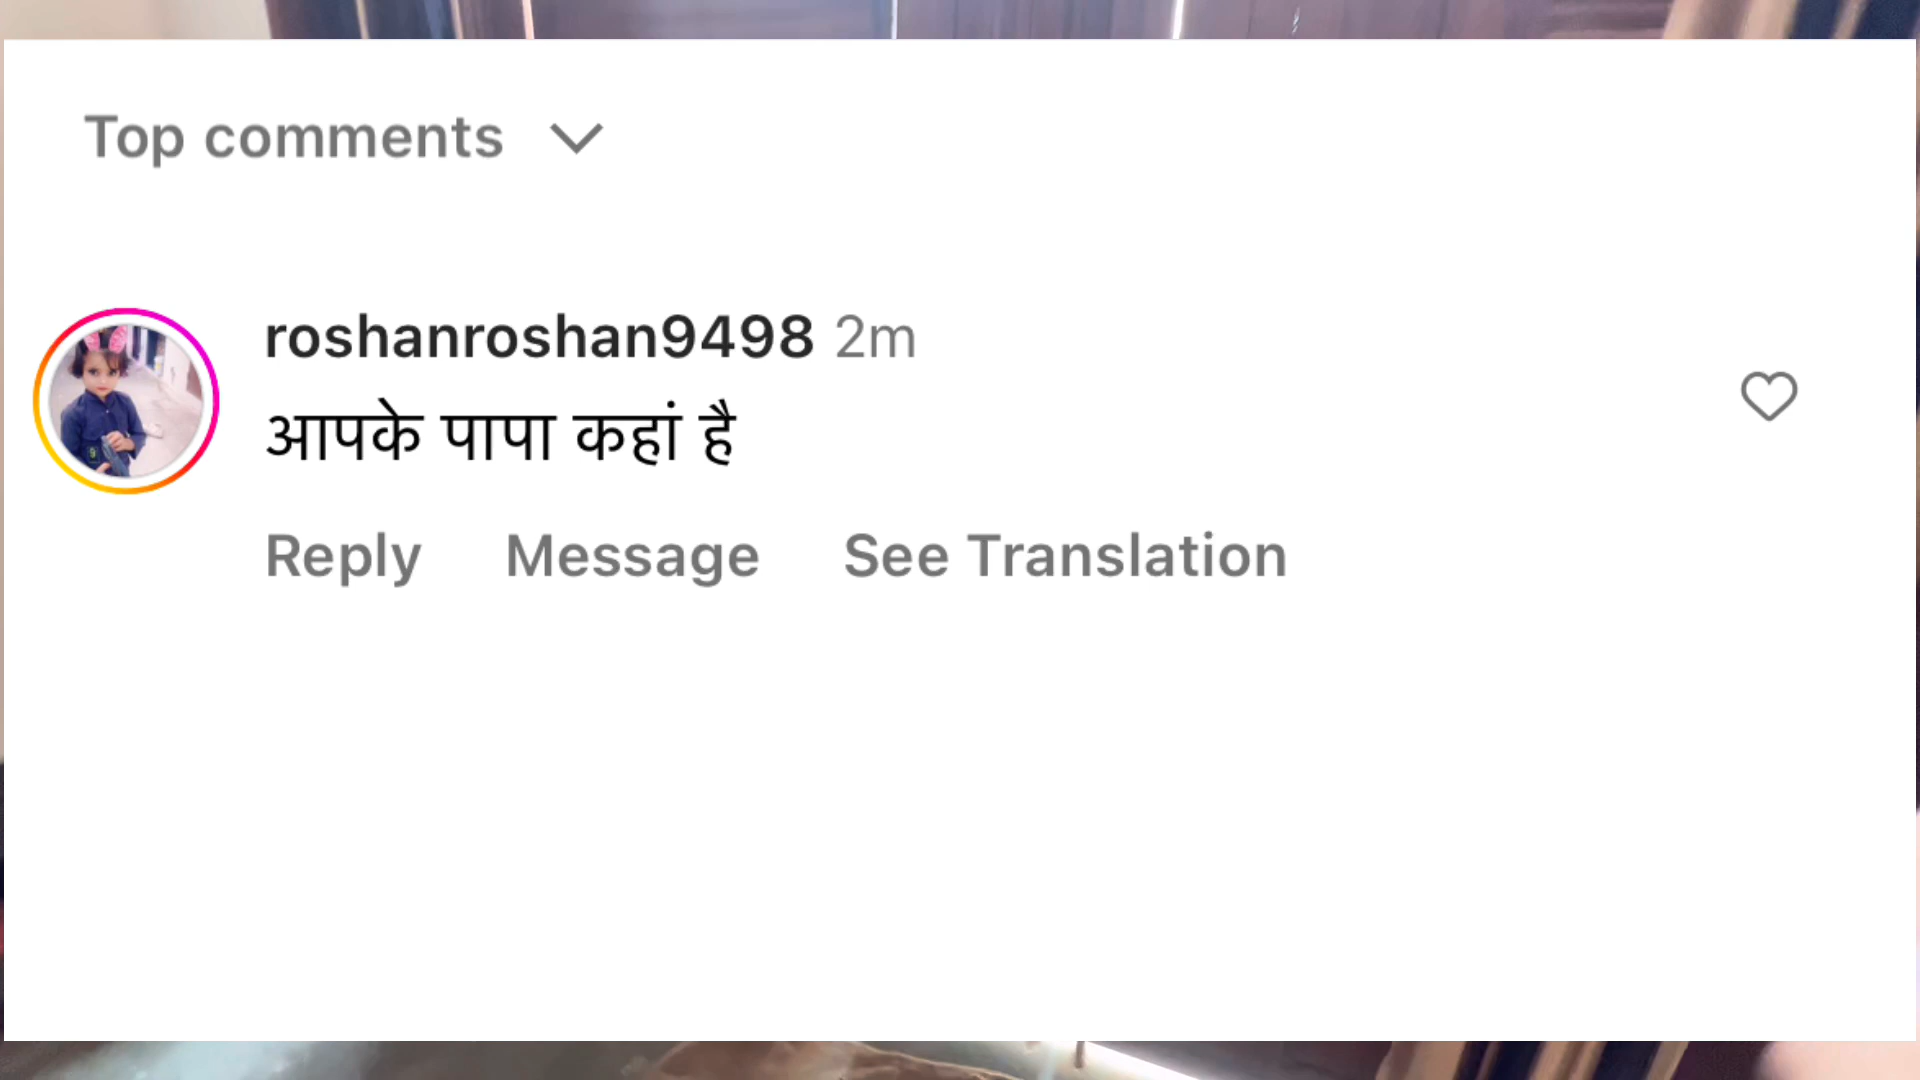 Top comments
roshanroshan9498 2m
आपके पापा कहां है
Reply Message See Translation